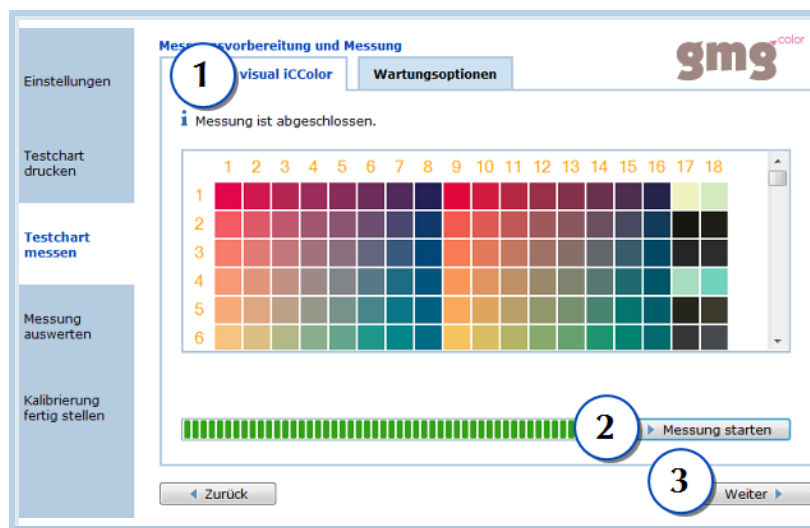 Einstellungen
Testchart
drucken
Testchart
messen
Messung
auswerten
Kalibrierung
fertig stellen
Messungsvorbereitung und Messung
gmg color
1
visual iCColor
Wartungsoptionen
i Messung ist abgeschlossen.
1 2 3 4 5 6 7 8 9 10 11 12 13 14 15 16 17 18
1
2
3
4
5
6
2
Messung starten
3
Zurück
Weiter